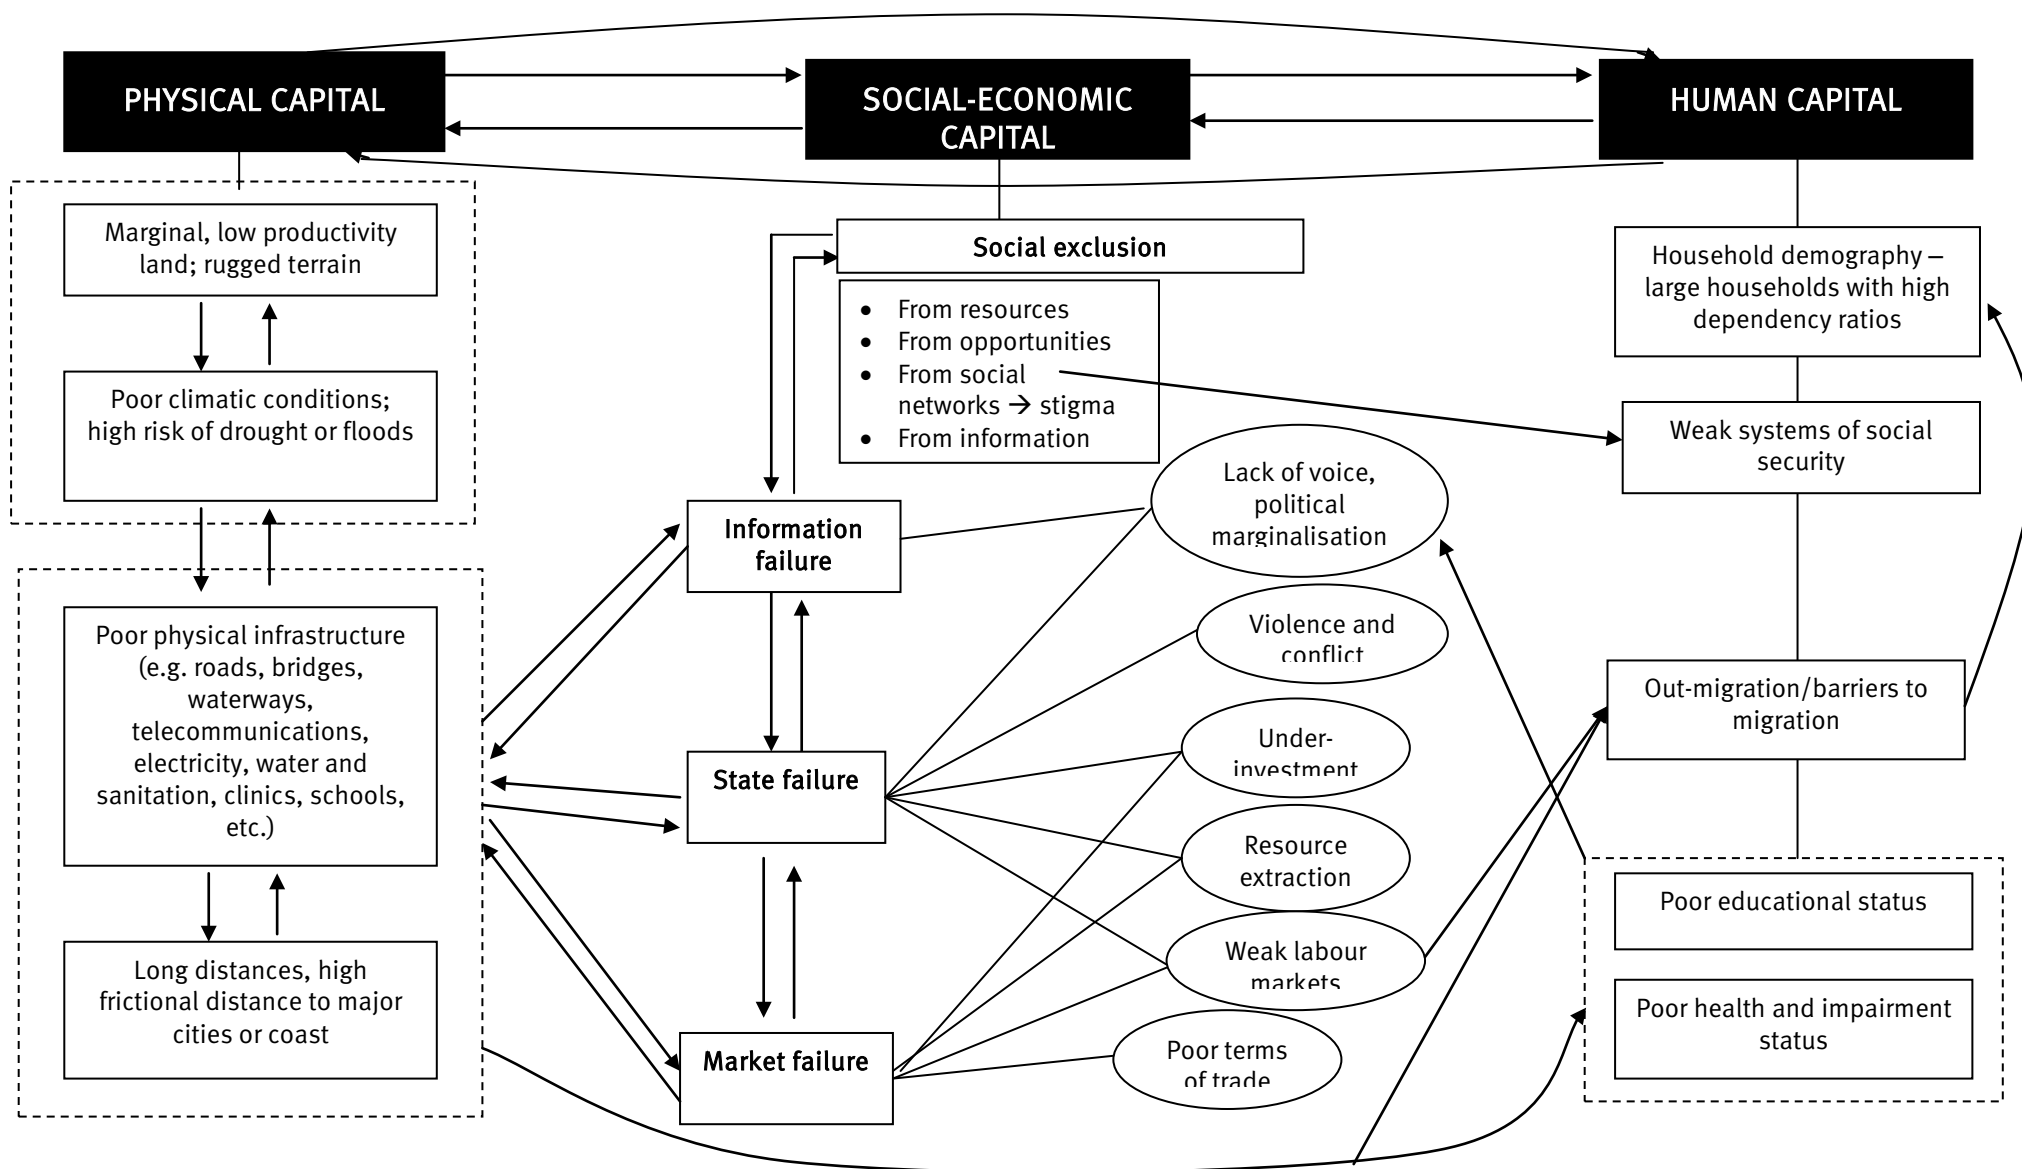 PHYSICAL CAPITAL
SOCIAL-ECONOMIC
CAPITAL
HUMAN CAPITAL
Marginal, low productivity
land; rugged terrain
Poor climatic conditions;
high risk of drought or floods
Poor physical infrastructure
(e.g. roads, bridges,
waterways,
telecommunications,
electricity, water and
sanitation, clinics, schools,
etc.)
Long distances, high
frictional distance to major
cities or coast
Social exclusion
• From resources
• From opportunities
• From social
networks → stigma
• From information
Information
failure
State failure
Market failure
Lack of voice,
political
marginalisation
Violence and
conflict
Under-
investment
Resource
extraction
Weak labour
markets
Poor terms
of trade
Household demography –
large households with high
dependency ratios
Weak systems of social
security
Out-migration/barriers to
migration
Poor educational status
Poor health and impairment
status